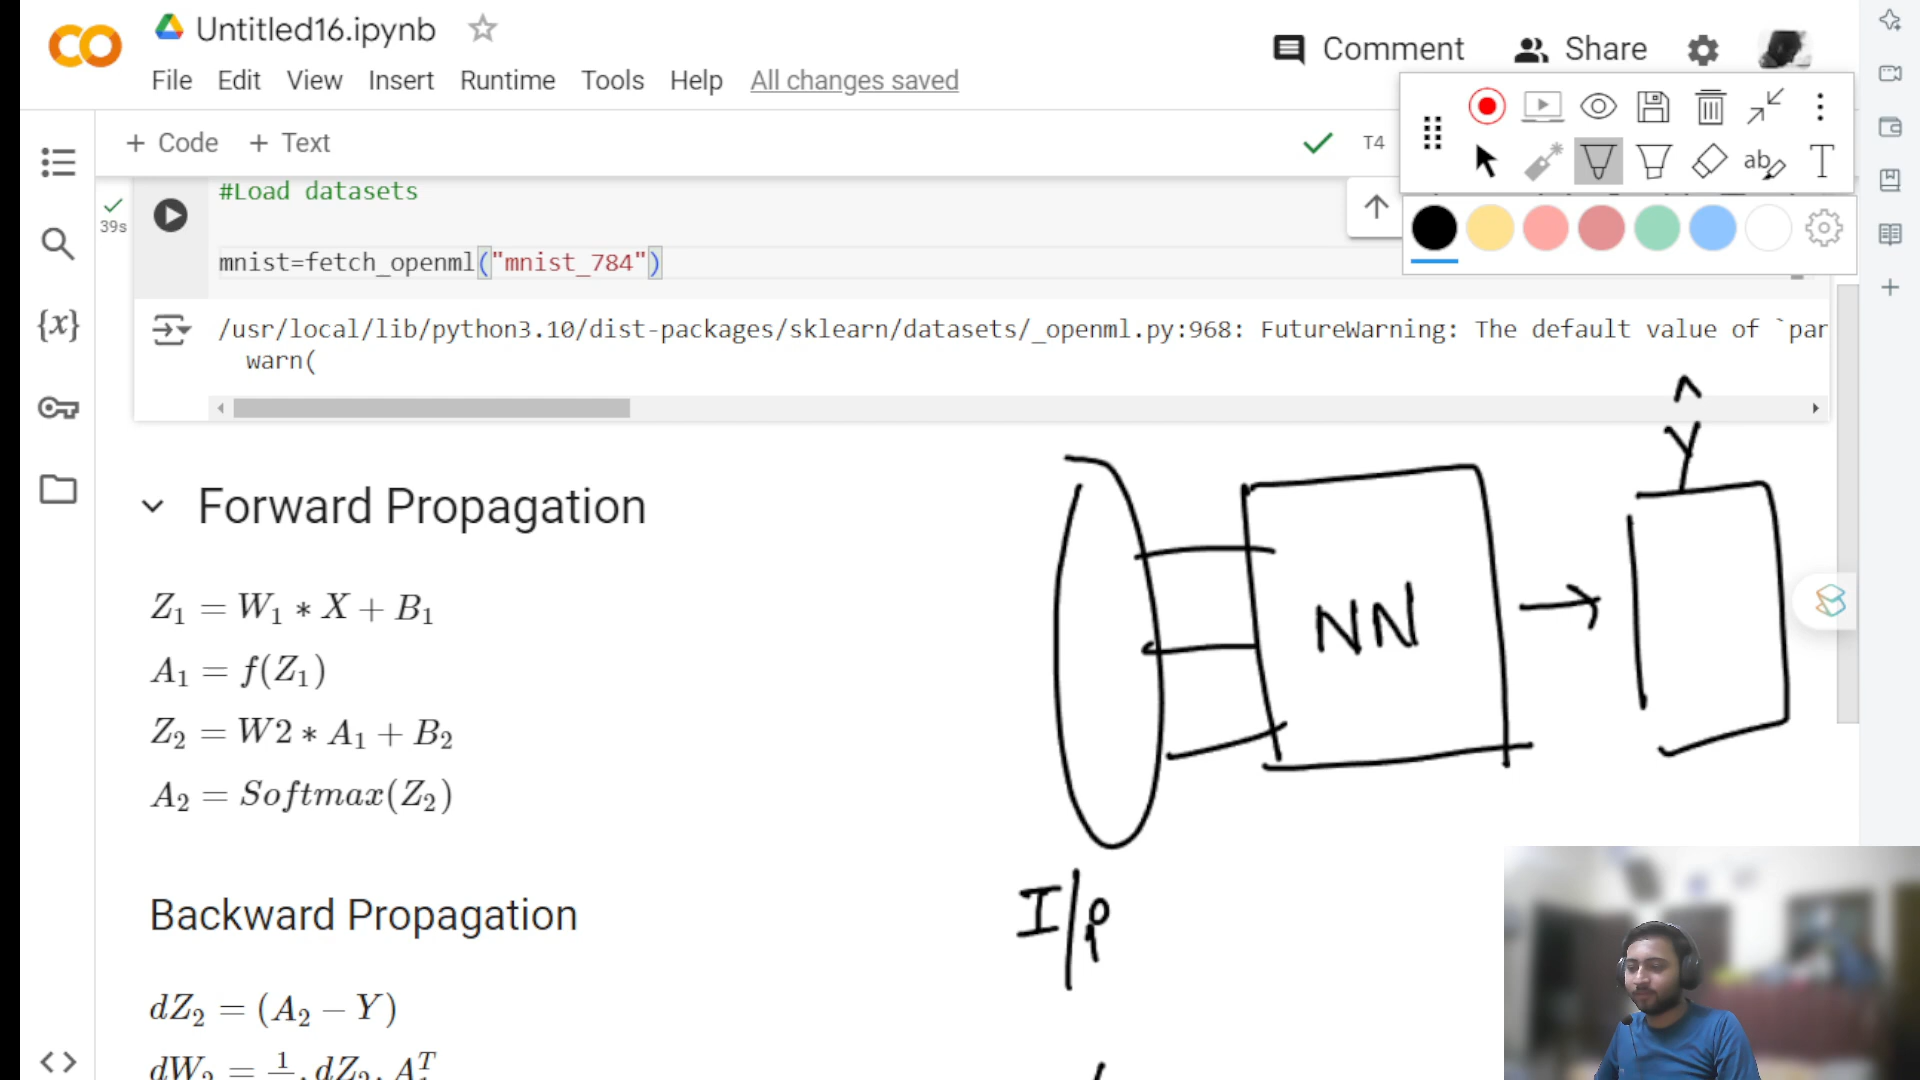 Untitled16.ipynb
Comment
Share
File Edit View Insert Runtime Tools Help All changes saved
+ Code + Text
T4
#Load datasets
39s
mnist=fetch_openml("mnist_784")
/usr/local/lib/python3.10/dist-packages/sklearn/datasets/_openml.py:968: FutureWarning: The default value of `par
warn(
^
Y
Forward Propagation
Z₁ = W₁ * X + B₁
NN
A₁ = f(Z₁)
Z₂ = W2 * A₁ + B₂
A₂ = Softmax(Z₂)
I/P
Backward Propagation
dZ₂ = (A₂ − Y)